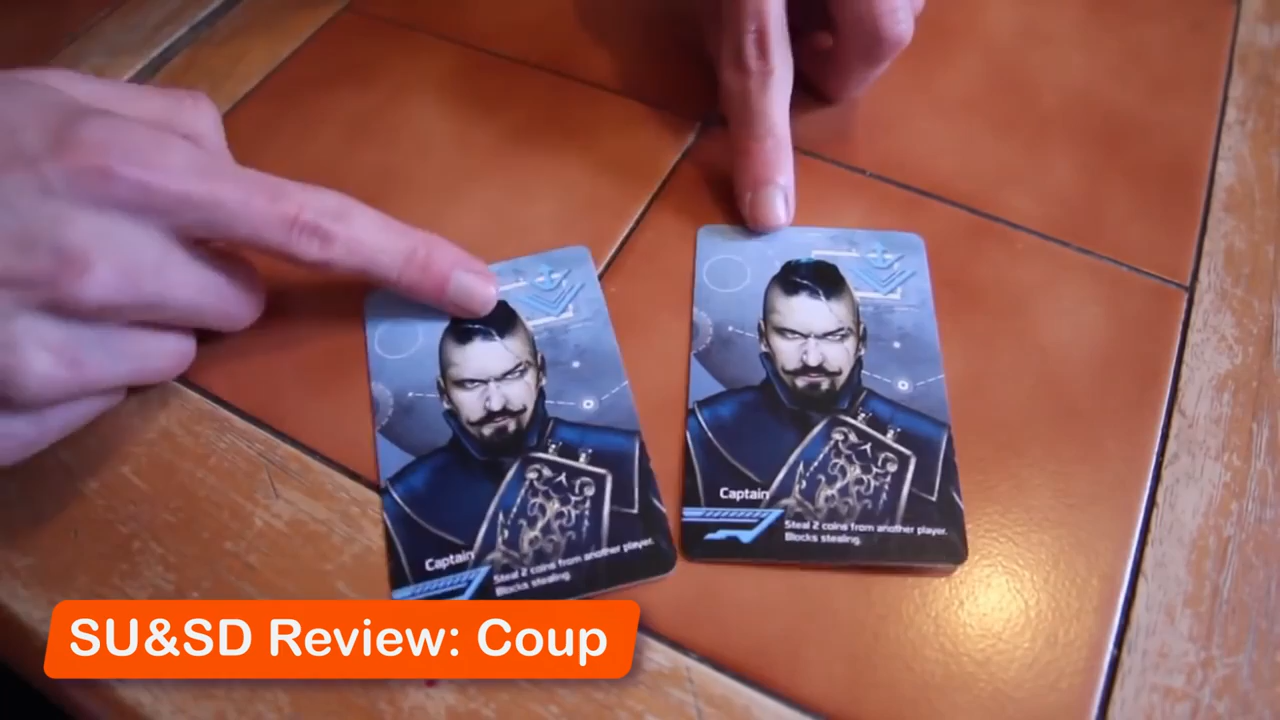 Captain
Steal 2 coins from another player.
Blocks stealing.
Captain
Steal 2 coins from another player.
Blocks stealing.
SU&SD Review: Coup